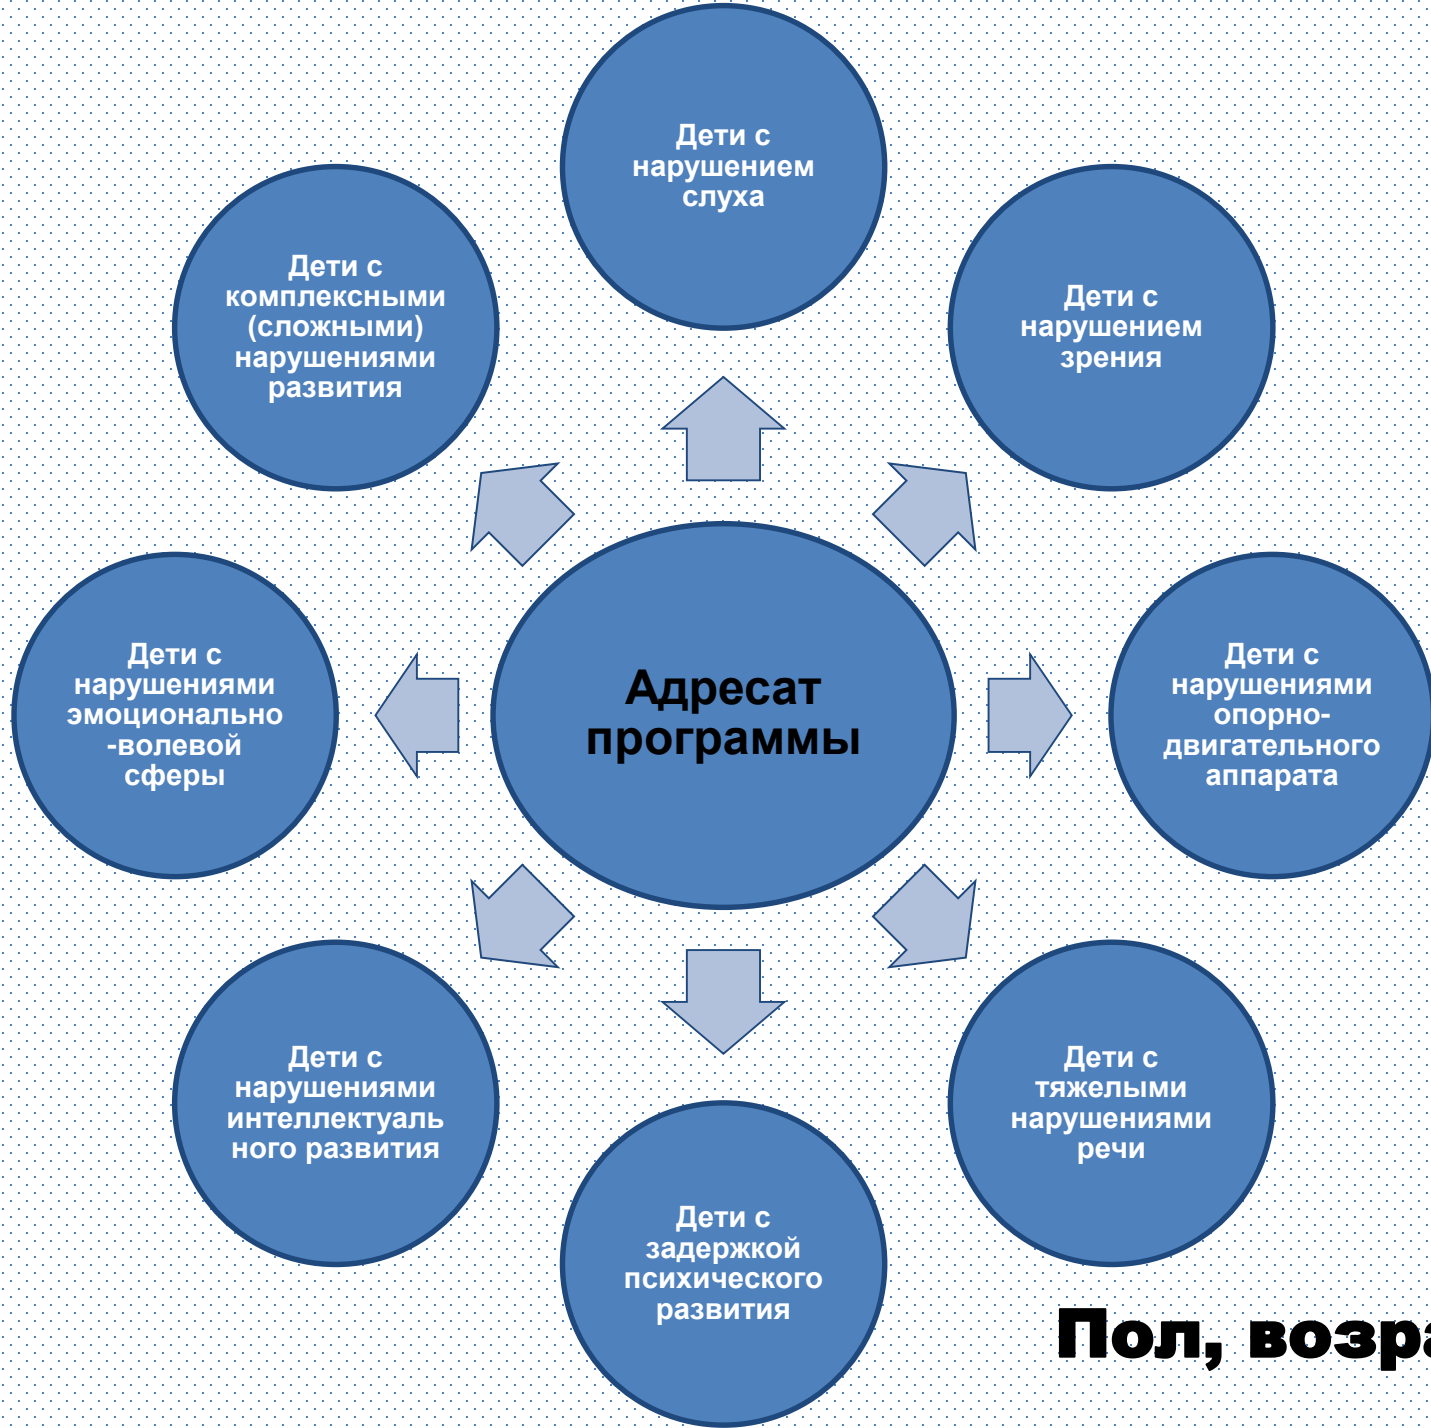 Дети с
нарушением
слуха
Дети с
нарушением
зрения
Дети с
нарушениями
опорно-
двигательного
аппарата
Дети с
тяжелыми
нарушениями
речи
Дети с
задержкой
психического
развития
Дети с
нарушениями
интеллектуаль
ного развития
Дети с
нарушениями
эмоционально
-волевой
сферы
Дети с
комплексными
(сложными)
нарушениями
развития
Адресат
программы
Пол,